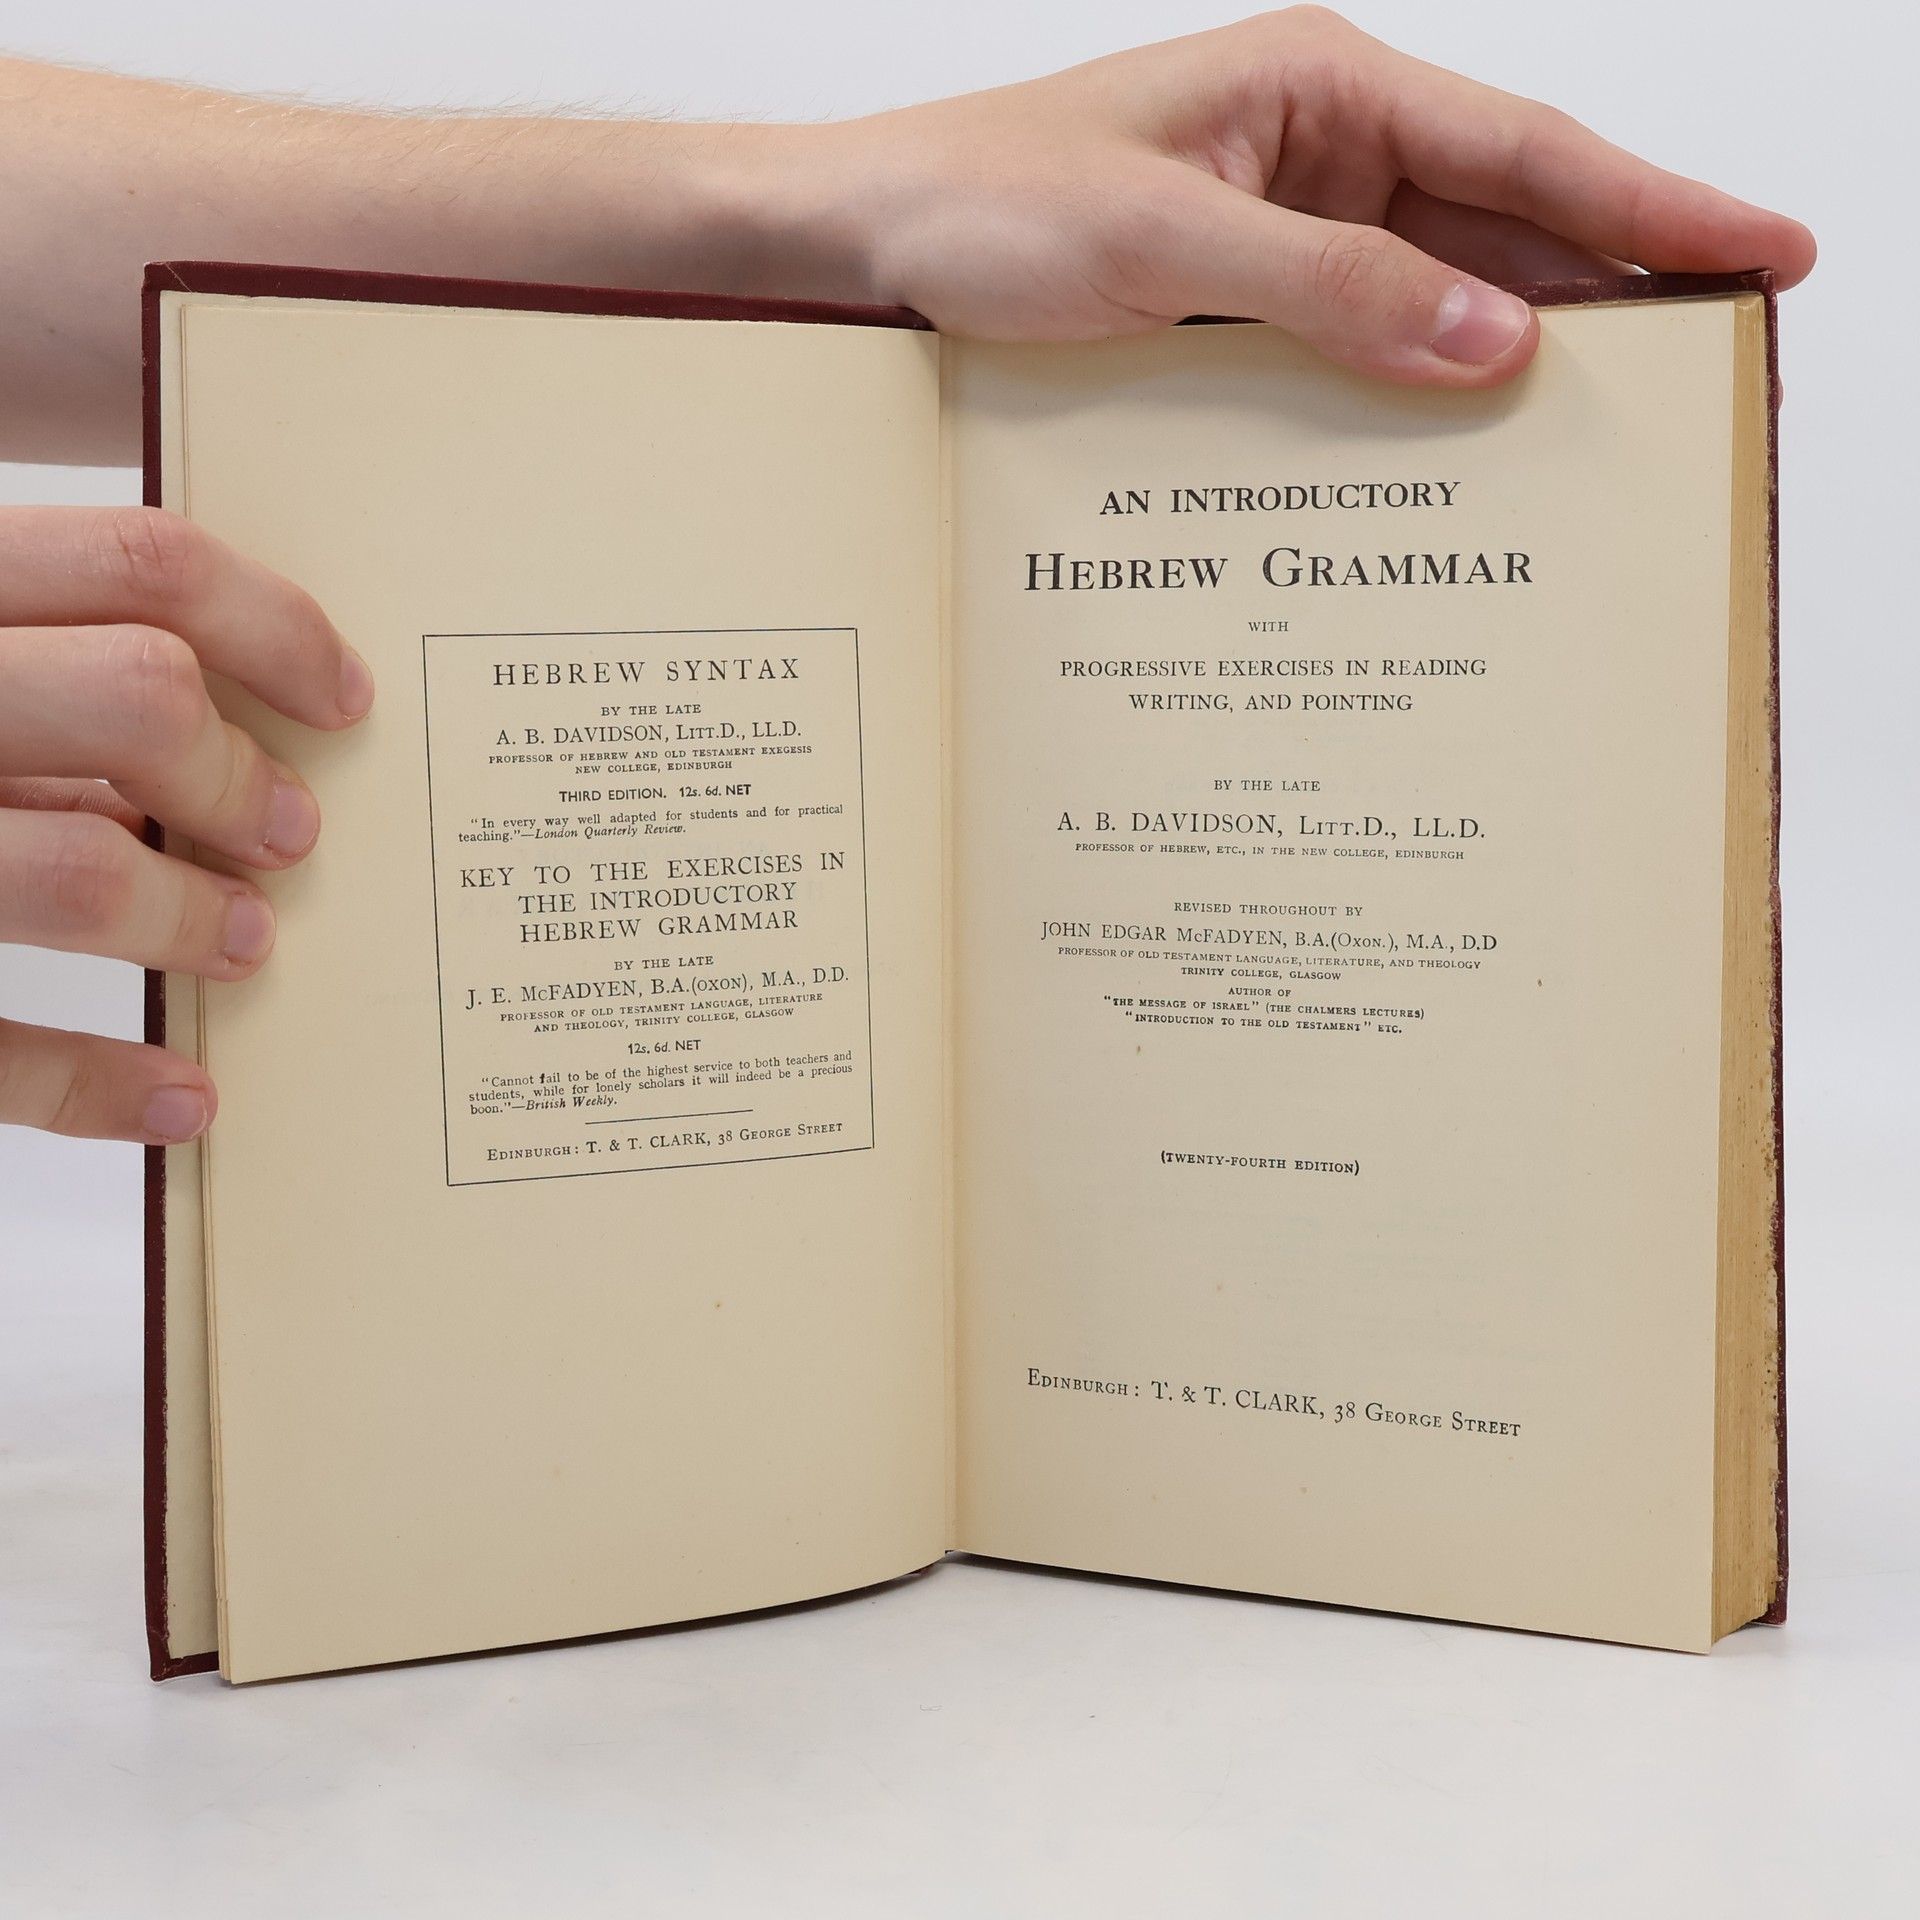 HEBREW SYNTAX
BY THE LATE
A. B. DAVIDSON, LITT.D., LL.D.
PROFESSOR OF HEBREW AND OLD TESTAMENT EXEGESIS
NEW COLLEGE, EDINBURGH
THIRD EDITION. 12s. 6d. NET
"In every way well adapted for students and for practical
teaching."—London Quarterly Review.
KEY TO THE EXERCISES IN
THE INTRODUCTORY
HEBREW GRAMMAR
BY THE LATE
J. E. McFADYEN, B.A.(OXON), M.A., D.D.
PROFESSOR OF OLD TESTAMENT LANGUAGE, LITERATURE
AND THEOLOGY, TRINITY COLLEGE, GLASGOW
12s. 6d. NET
"Cannot fail to be of the highest service to both teachers and
students, while for lonely scholars it will indeed be a precious
boon."—British Weekly.
EDINBURGH: T. & T. CLARK, 38 GEORGE STREET
AN INTRODUCTORY
HEBREW GRAMMAR
WITH
PROGRESSIVE EXERCISES IN READING
WRITING, AND POINTING
BY THE LATE
A. B. DAVIDSON, LITT.D., LL.D.
PROFESSOR OF HEBREW, ETC., IN THE NEW COLLEGE, EDINBURGH
REVISED THROUGHOUT BY
JOHN EDGAR McFADYEN, B.A.(OXON.), M.A., D.D
PROFESSOR OF OLD TESTAMENT LANGUAGE, LITERATURE, AND THEOLOGY
TRINITY COLLEGE, GLASGOW
AUTHOR OF
"THE MESSAGE OF ISRAEL" (THE CHALMERS LECTURES)
"INTRODUCTION TO THE OLD TESTAMENT" ETC.
(TWENTY-FOURTH EDITION)
EDINBURGH: T. & T. CLARK, 38 GEORGE STREET